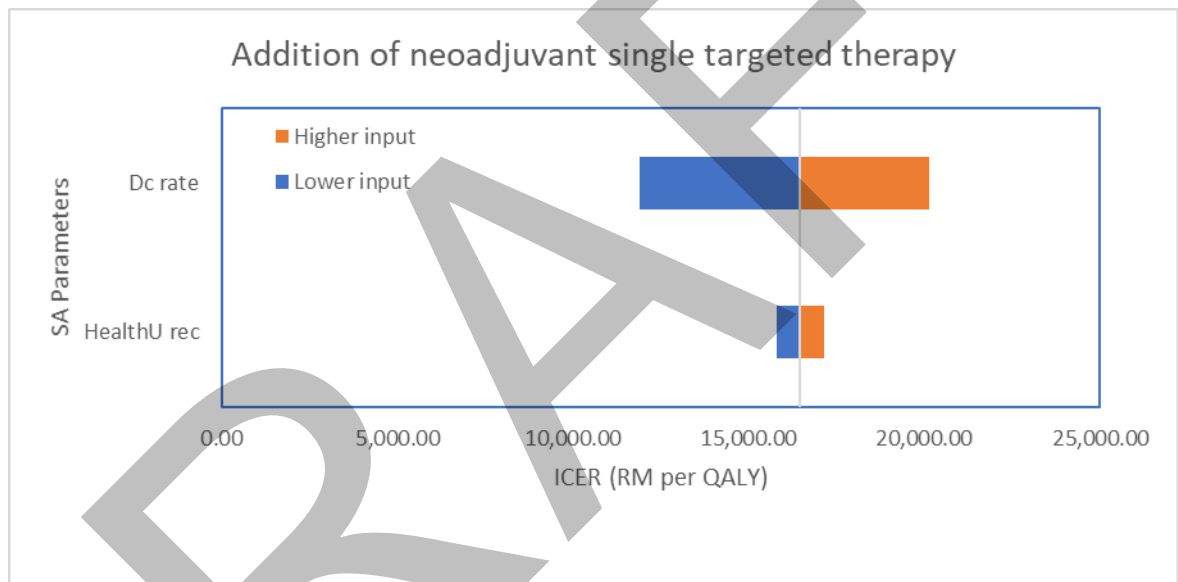 Addition of neoadjuvant single targeted therapy
Higher input
Lower input
SA Parameters
Dc rate
HealthU rec
0.00 5,000.00 10,000.00 15,000.00 20,000.00 25,000.00
ICER (RM per QALY)
RAF